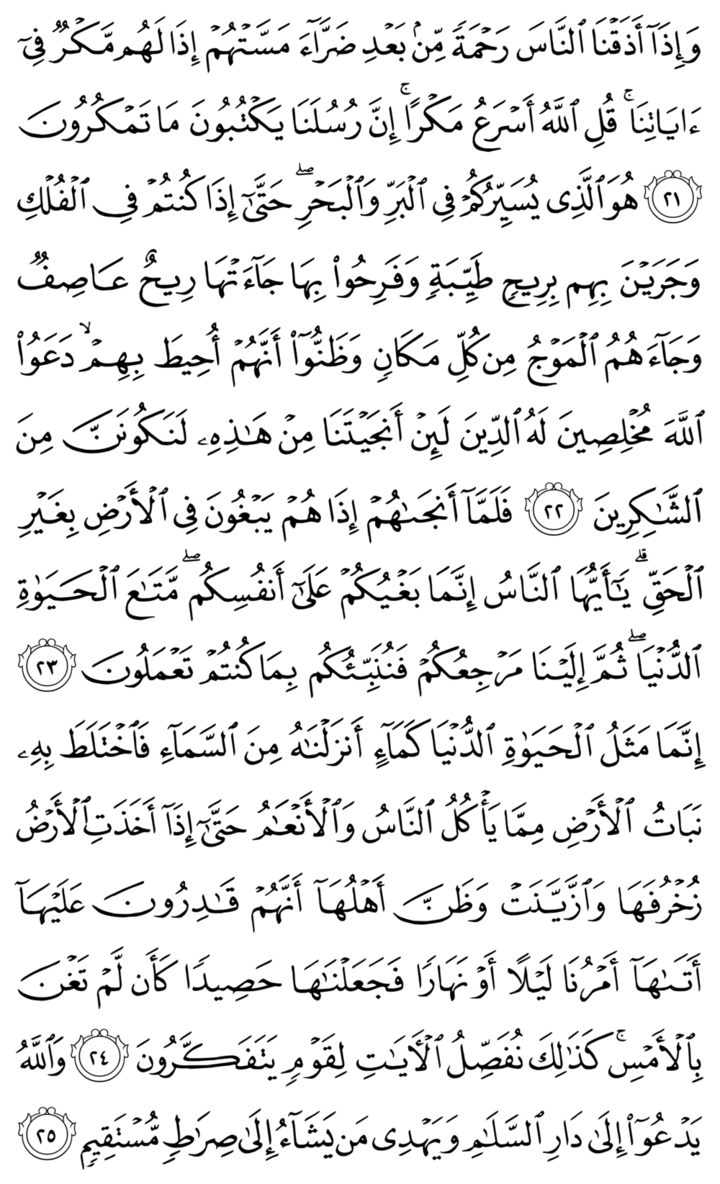 وَإِذَآ أَذَقْنَا ٱلنَّاسَ رَحْمَةً مِّنۢ بَعْدِ ضَرَّآءَ مَسَّتْهُمْ إِذَا لَهُم مَّكْرٌ فِىٓ
ءَايَاتِنَا ۚ قُلِ ٱللَّهُ أَسْرَعُ مَكْرًا ۚ إِنَّ رُسُلَنَا يَكْتُبُونَ مَا تَمْكُرُونَ
٢١ هُوَ ٱلَّذِى يُسَيِّرُكُمْ فِى ٱلْبَرِّ وَٱلْبَحْرِ ۖ حَتَّىٰٓ إِذَا كُنتُمْ فِى ٱلْفُلْكِ
وَجَرَيْنَ بِهِم بِرِيحٍ طَيِّبَةٍ وَفَرِحُوا۟ بِهَا جَآءَتْهَا رِيحٌ عَاصِفٌ
وَجَآءَهُمُ ٱلْمَوْجُ مِن كُلِّ مَكَانٍ وَظَنُّوٓا۟ أَنَّهُمْ أُحِيطَ بِهِمْ ۙ دَعَوُا۟
ٱللَّهَ مُخْلِصِينَ لَهُ ٱلدِّينَ لَئِنْ أَنجَيْتَنَا مِنْ هَـٰذِهِۦ لَنَكُونَنَّ مِنَ
ٱلشَّـٰكِرِينَ ٢٢ فَلَمَّآ أَنجَىٰهُمْ إِذَا هُمْ يَبْغُونَ فِى ٱلْأَرْضِ بِغَيْرِ
ٱلْحَقِّ ۗ يَـٰٓأَيُّهَا ٱلنَّاسُ إِنَّمَا بَغْيُكُمْ عَلَىٰٓ أَنفُسِكُم ۖ مَّتَـٰعَ ٱلْحَيَوٰةِ
ٱلدُّنْيَا ۖ ثُمَّ إِلَيْنَا مَرْجِعُكُمْ فَنُنَبِّئُكُم بِمَا كُنتُمْ تَعْمَلُونَ ٢٣
إِنَّمَا مَثَلُ ٱلْحَيَوٰةِ ٱلدُّنْيَا كَمَآءٍ أَنزَلْنَـٰهُ مِنَ ٱلسَّمَآءِ فَٱخْتَلَطَ بِهِۦ
نَبَاتُ ٱلْأَرْضِ مِمَّا يَأْكُلُ ٱلنَّاسُ وَٱلْأَنْعَـٰمُ حَتَّىٰٓ إِذَآ أَخَذَتِ ٱلْأَرْضُ
زُخْرُفَهَا وَٱزَّيَّنَتْ وَظَنَّ أَهْلُهَآ أَنَّهُمْ قَـٰدِرُونَ عَلَيْهَآ
أَتَىٰهَآ أَمْرُنَا لَيْلًا أَوْ نَهَارًا فَجَعَلْنَـٰهَا حَصِيدًا كَأَن لَّمْ تَغْنَ
بِٱلْأَمْسِ ۚ كَذَٰلِكَ نُفَصِّلُ ٱلْـَٔايَـٰتِ لِقَوْمٍ يَتَفَكَّرُونَ ٢٤ وَٱللَّهُ
يَدْعُوٓا۟ إِلَىٰ دَارِ ٱلسَّلَـٰمِ وَيَهْدِى مَن يَشَآءُ إِلَىٰ صِرَٰطٍ مُّسْتَقِيمٍ ٢٥